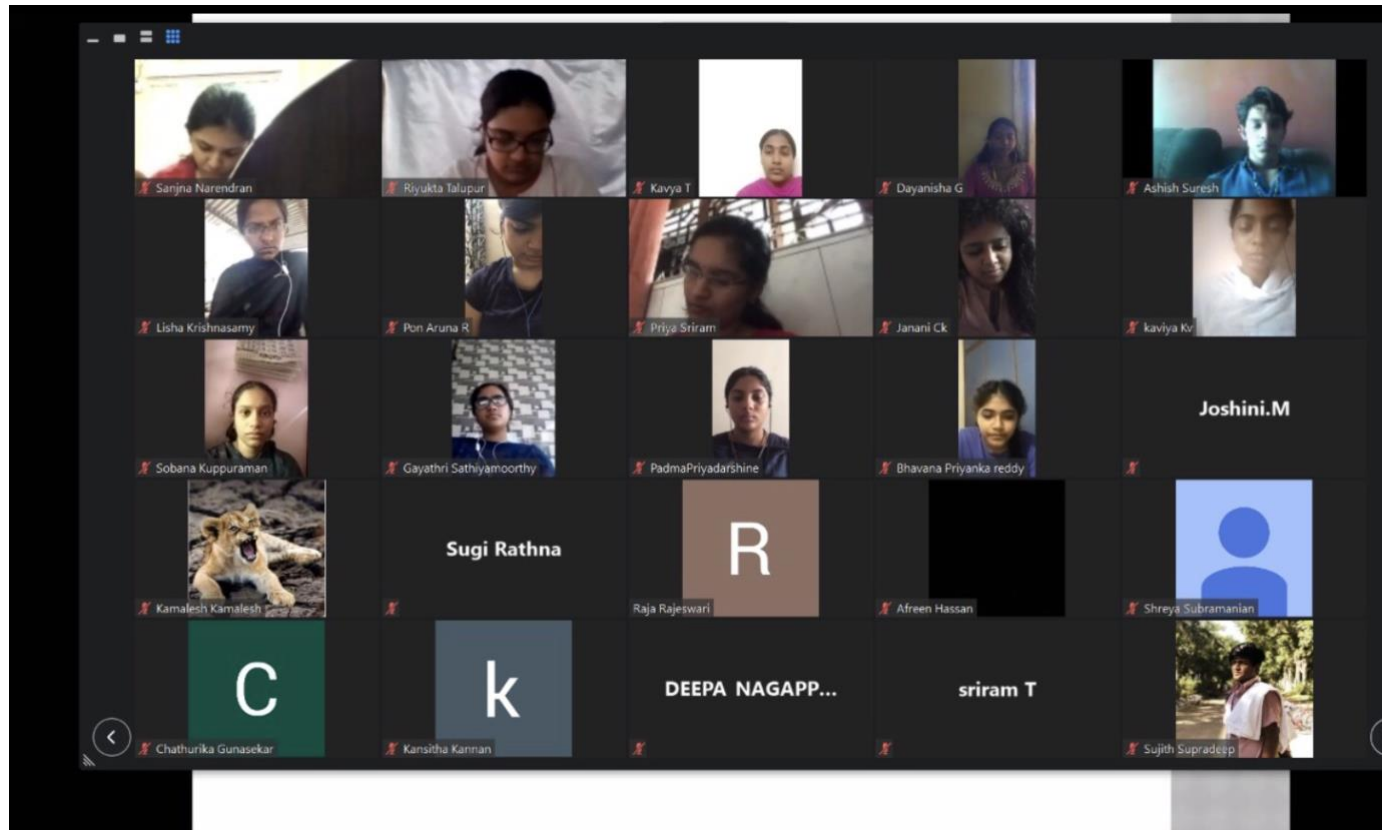 Sanjna Narendran
Riyukta Talupur
Kavya T
Dayanisha G
Ashish Suresh
Lisha Krishnasamy
Pon Aruna R
Priya Sriram
Janani Ck
kaviya Kv
Sobana Kuppuraman
Gayathri Sathiyamoorthy
PadmaPriyadarshine
Bhavana Priyanka reddy
Joshini.M
Kamalesh Kamalesh
Sugi Rathna
R
Raja Rajeswari
Afreen Hassan
Shreya Subramanian
C
Chathurika Gunasekar
k
Kansitha Kannan
DEEPA NAGAPP...
sriram T
Sujith Supradeep